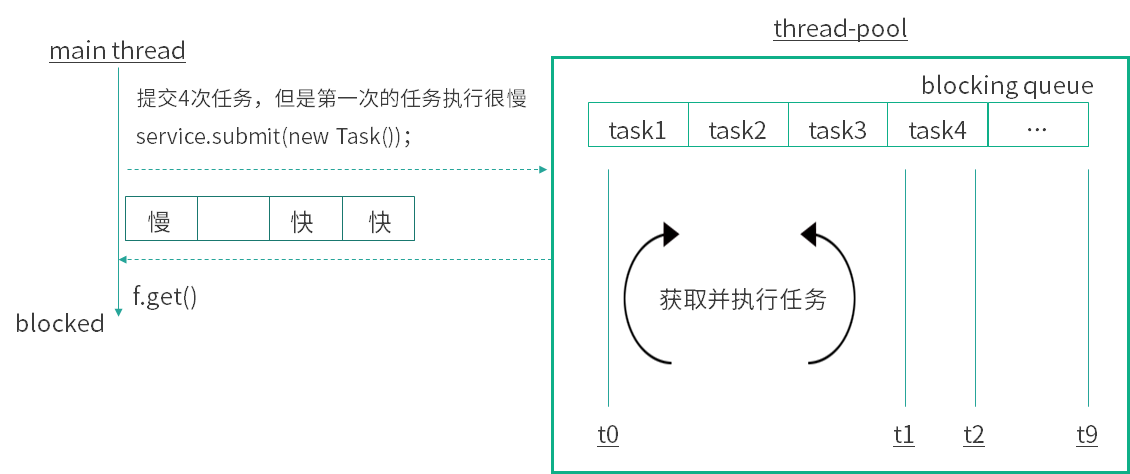 main thread
thread-pool
提交4次任务，但是第一次的任务执行很慢
service.submit(new Task());
blocking queue
task1 task2 task3 task4 ...
慢 快 快
获取并执行任务
f.get()
blocked
t0 t1 t2 t9